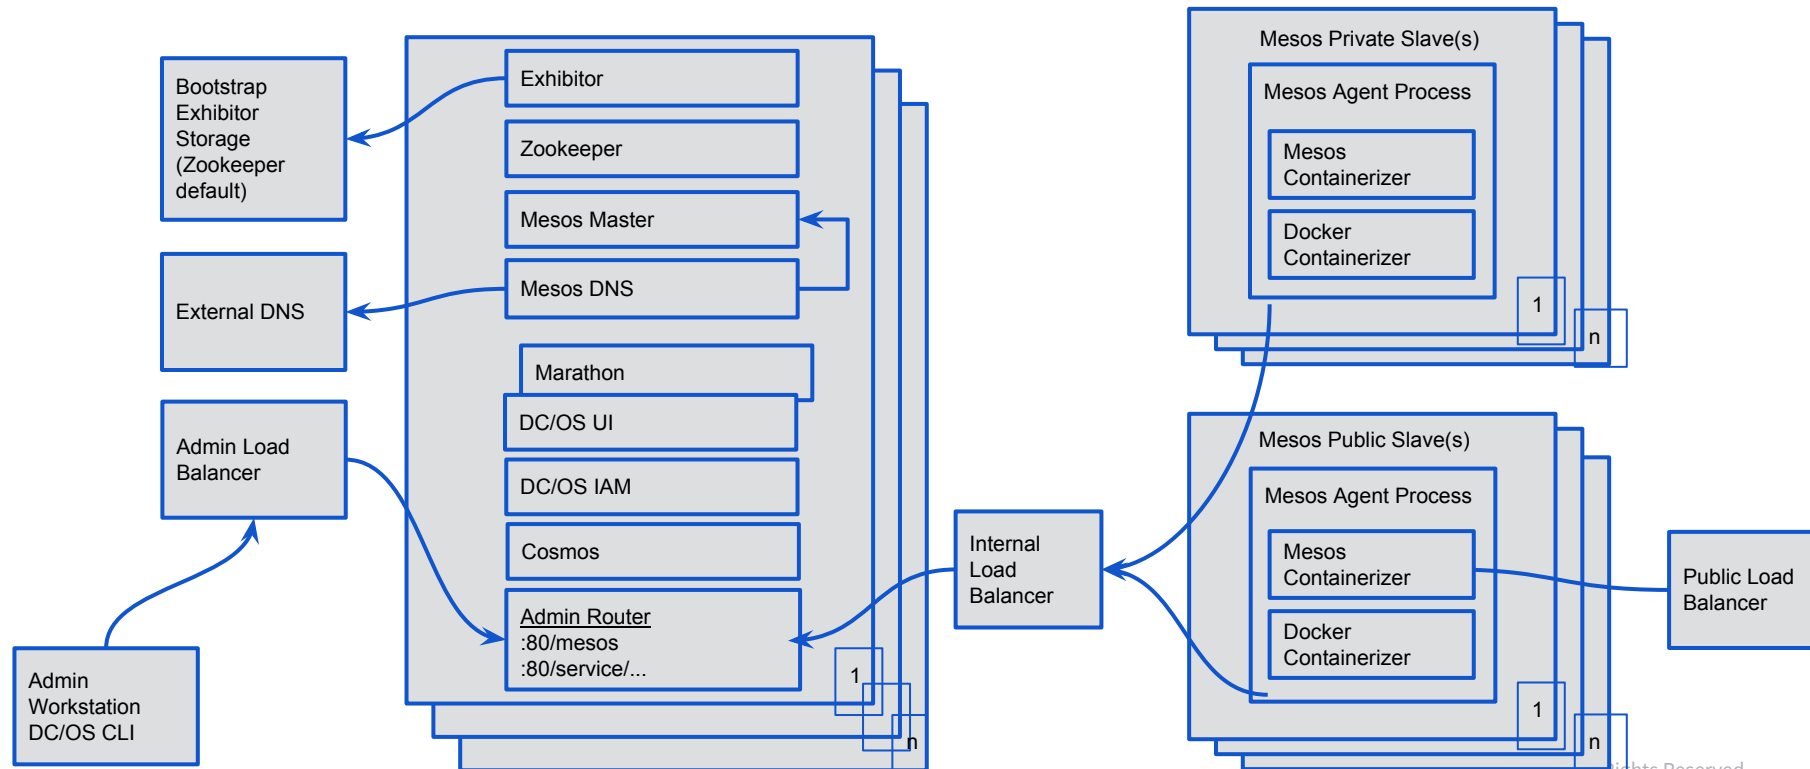 Bootstrap
Exhibitor
Storage
(Zookeeper
default)
External DNS
Admin Load
Balancer
Admin
Workstation
DC/OS CLI
Exhibitor
Zookeeper
Mesos Master
Mesos DNS
Marathon
DC/OS UI
DC/OS IAM
Cosmos
Admin Router
:80/mesos
:80/service/...
1
n
Internal
Load
Balancer
Mesos Private Slave(s)
Mesos Agent Process
Mesos
Containerizer
Docker
Containerizer
1
n
Mesos Public Slave(s)
Mesos Agent Process
Mesos
Containerizer
Docker
Containerizer
1
n
Public Load
Balancer
Rights Reserved